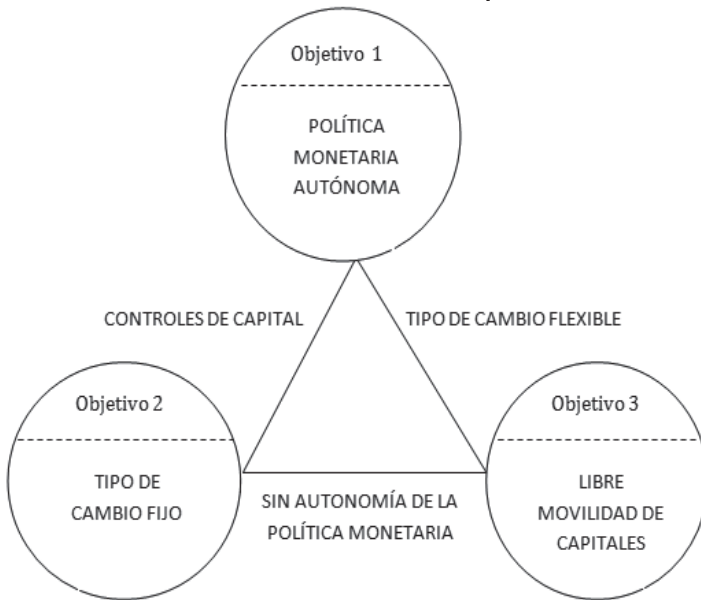 Objetivo 1
POLÍTICA
MONETARIA
AUTÓNOMA
CONTROLES DE CAPITAL
TIPO DE CAMBIO FLEXIBLE
Objetivo 2
TIPO DE
CAMBIO FIJO
SIN AUTONOMÍA DE LA
POLÍTICA MONETARIA
Objetivo 3
LIBRE
MOVILIDAD DE
CAPITALES